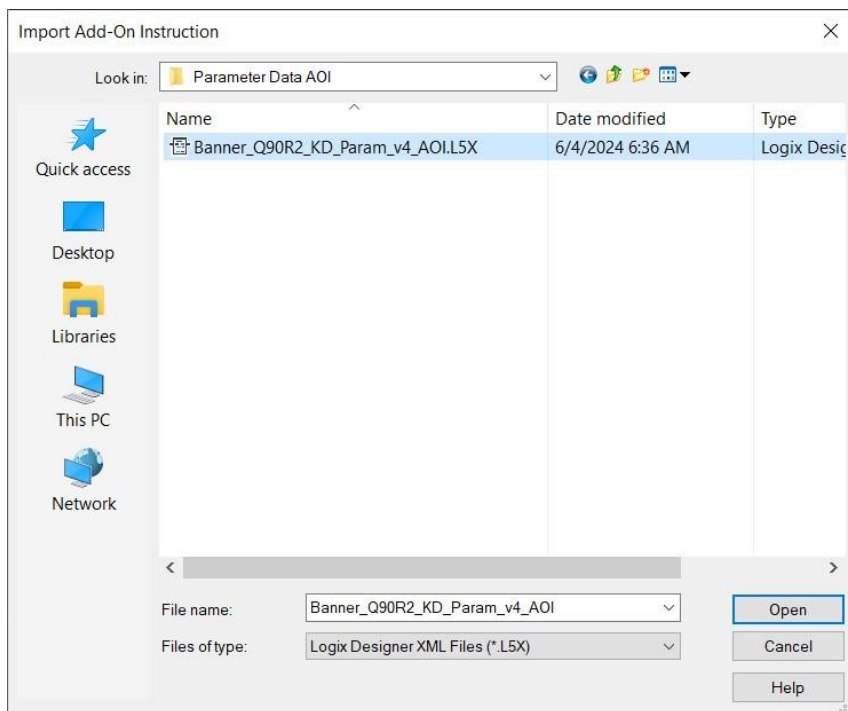 Import Add-On Instruction
Look in: Parameter Data AOI
Name Date modified Type
Banner_Q90R2_KD_Param_v4_AOI.L5X 6/4/2024 6:36 AM Logix Desig
Quick access
Desktop
Libraries
This PC
Network
File name: Banner_Q90R2_KD_Param_v4_AOI Open
Files of type: Logix Designer XML Files (*.L5X) Cancel
Help